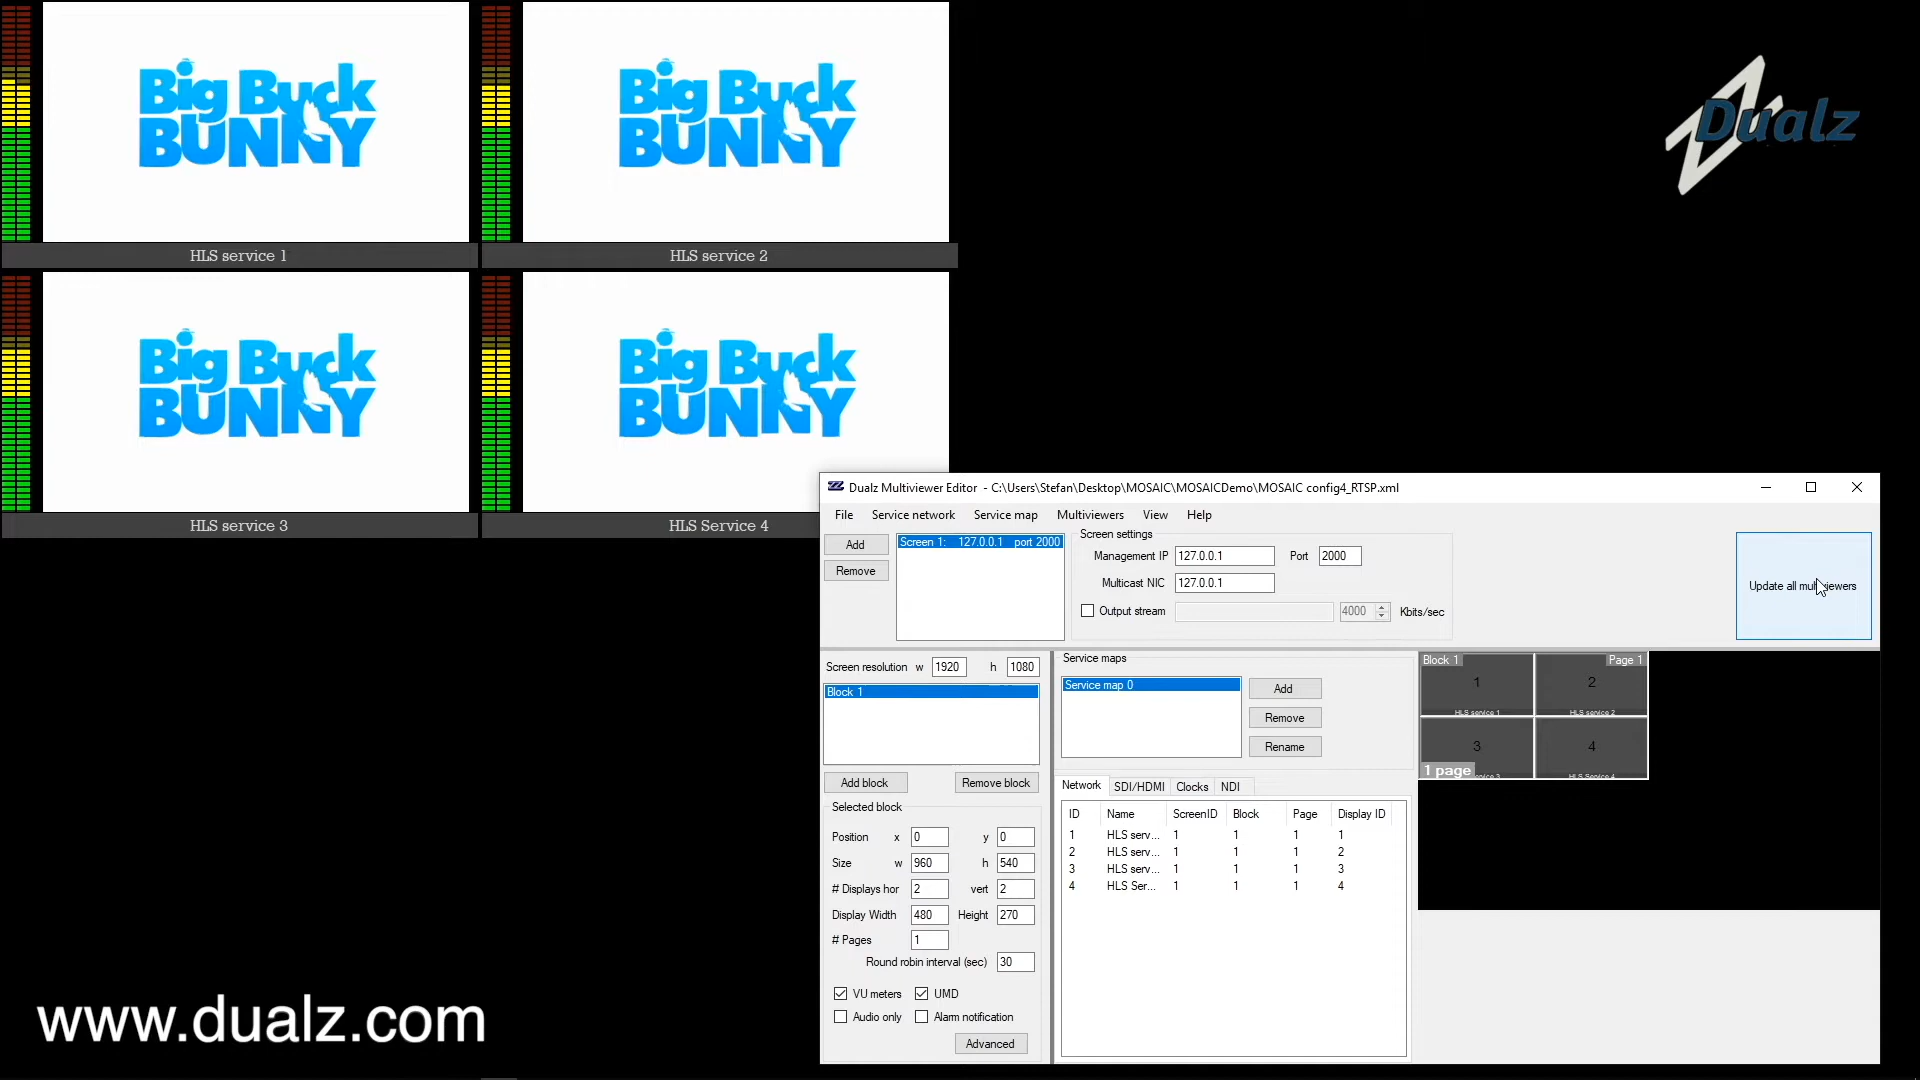 Big Buck
BUNNY
Big Buck
BUNNY
Dualz
HLS service 1
HLS service 2
Big Buck
BUNNY
Big Buck
BUNNY
HLS service 3
HLS Service 4
Dualz Multiviewer Editor - C:\Users\Stefan\Desktop\MOSAIC\MOSAICDemo\MOSAIC config4_RTSP.xml
File Service network Service map Multiviewers View Help
Add
Remove
Screen 1: 127.0.0.1 port 2000
Screen settings
Management IP 127.0.0.1 Port 2000
Multicast NIC 127.0.0.1
Output stream 4000 Kbits/sec
Update all multiviewers
Screen resolution w 1920 h 1080
Block 1
Add block Remove block
Selected block
Position x 0 y 0
Size w 960 h 540
# Displays hor 2 vert 2
Display Width 480 Height 270
# Pages 1
Round robin interval (sec) 30
VU meters UMD
Audio only Alarm notification
Advanced
Service maps
Service map 0
Add
Remove
Rename
Network SDI/HDMI Clocks NDI
ID Name ScreenID Block Page Display ID
1 HLS serv... 1 1 1 1
2 HLS serv... 1 1 1 2
3 HLS serv... 1 1 1 3
4 HLS Ser... 1 1 1 4
Block 1 Page 1
1 2
HLS service 1 HLS service 2
3 4
1 page HLS Service 4
www.dualz.com